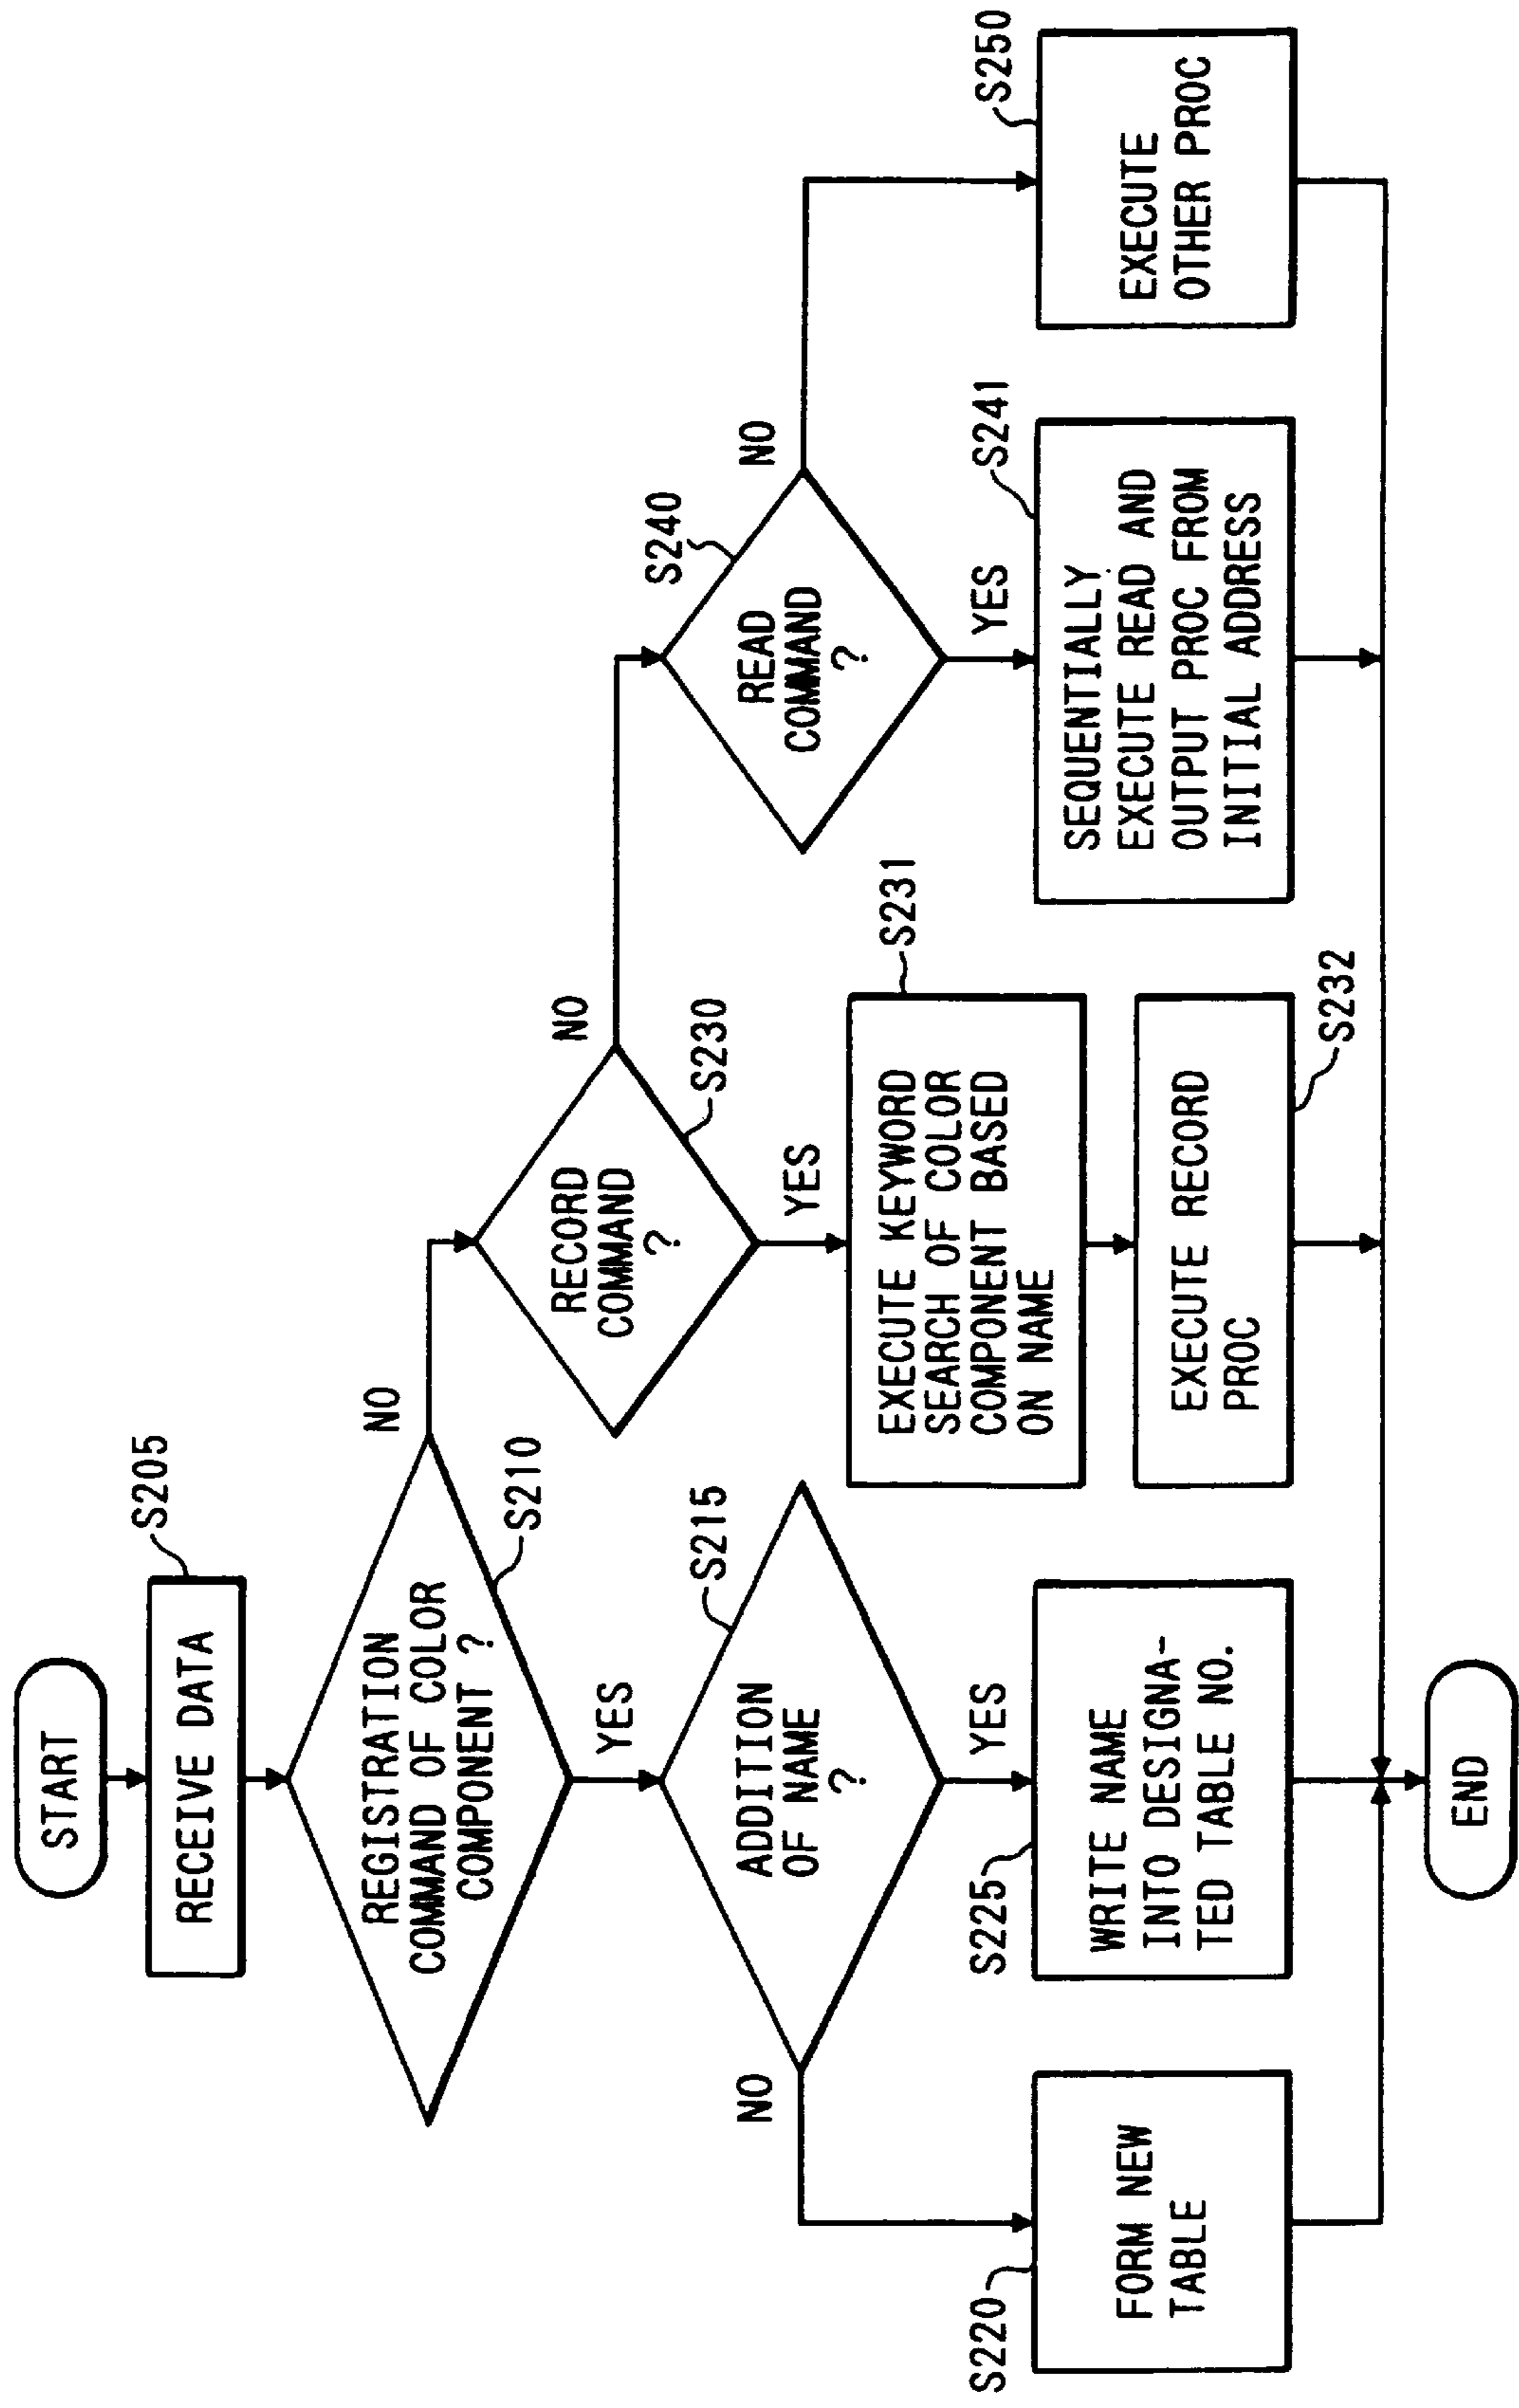 START
S205
RECEIVE DATA
REGISTRATION
COMMAND OF COLOR
COMPONENT ?
S210
NO
YES
S215
ADDITION
OF NAME
?
NO
YES
S220
FORM NEW
TABLE
S225
WRITE NAME
INTO DESIGNA-
TED TABLE NO.
RECORD
COMMAND
?
S230
NO
YES
S231
EXECUTE KEYWORD
SEARCH OF COLOR
COMPONENT BASED
ON NAME
EXECUTE RECORD
PROC
S232
S240
READ
COMMAND
?
NO
YES
S241
SEQUENTIALLY
EXECUTE READ AND
OUTPUT PROC FROM
INITIAL ADDRESS
S250
EXECUTE
OTHER PROC
END